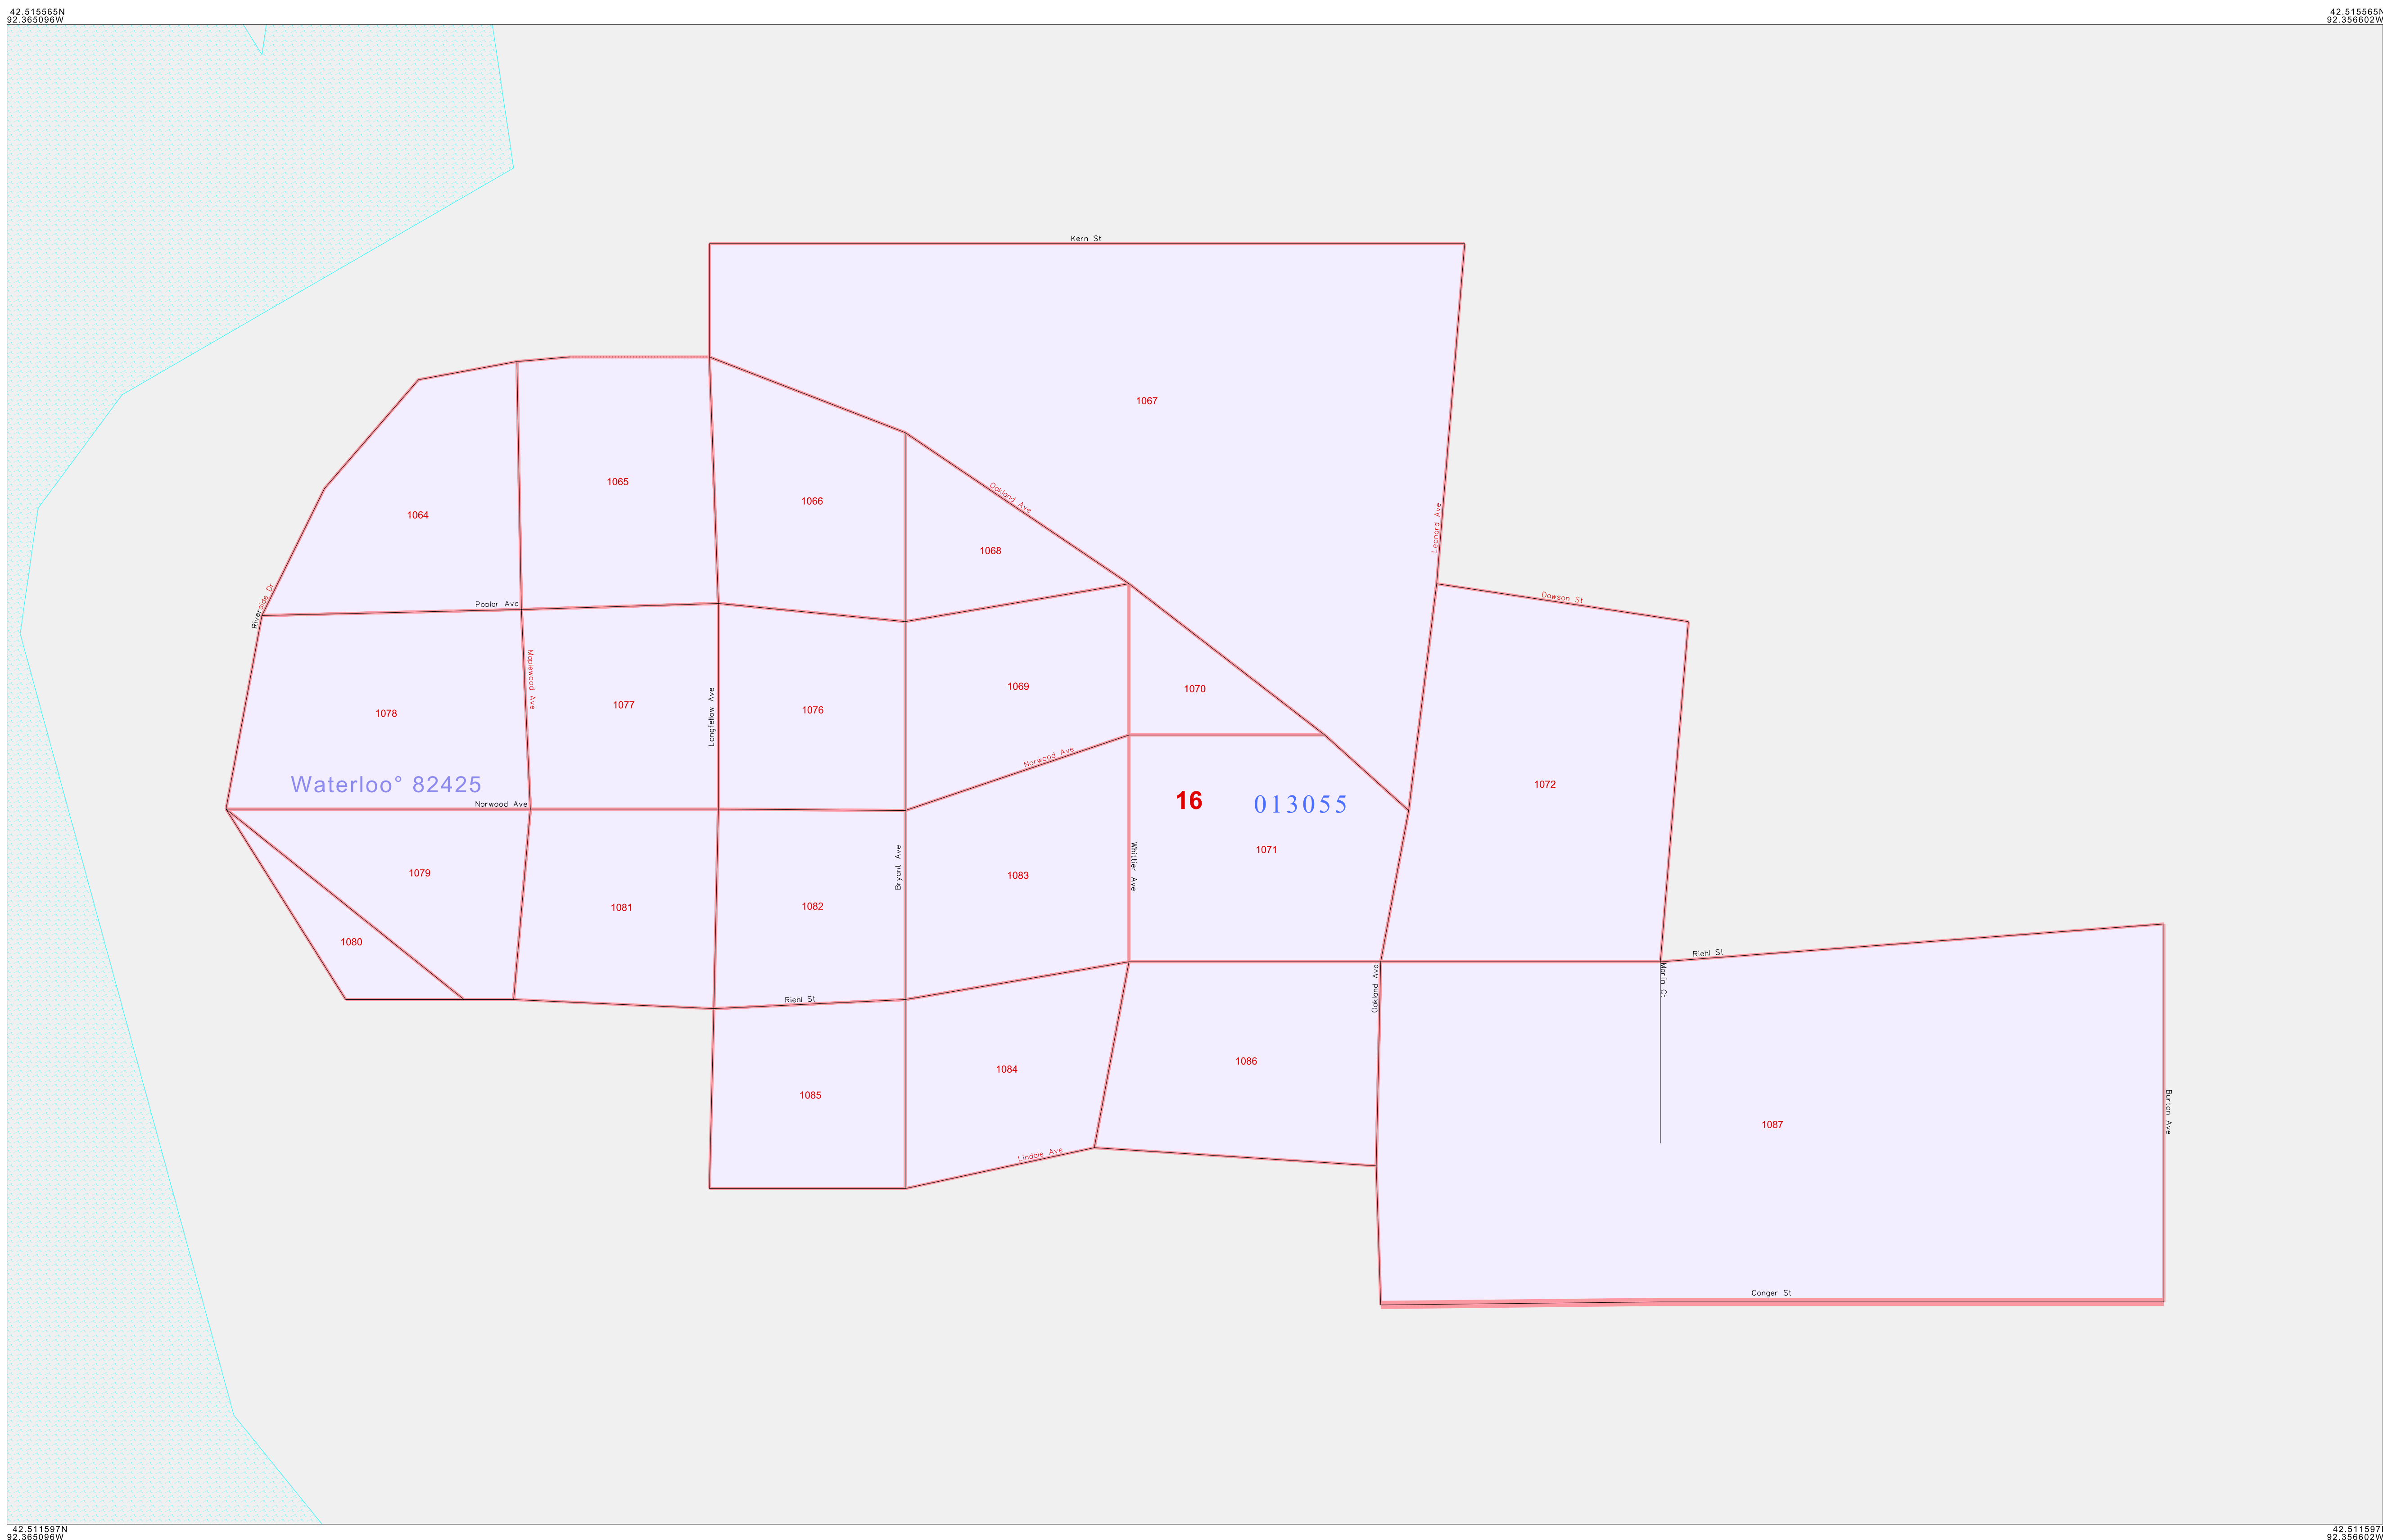 42.515565N
92.365096W
42.515565N
92.356602W
Kern St
1067
1065
1066
1064
Oakland Ave
Leonard Ave
1068
Riverside Dr
Poplar Ave
Dawson St
Maplewood Ave
1069
1070
1078
1077
Longfellow Ave
1076
Norwood Ave
Waterloo° 82425
1072
Norwood Ave
16
013055
1071
1079
Bryant Ave
1083
Whittier Ave
1081
1082
1080
Riehl St
Riehl St
Oakland Ave
Marlin Ct
1086
1084
1085
1087
Burton Ave
Lindale Ave
Conger St
42.511597N
92.365096W
42.511597N
92.356602W